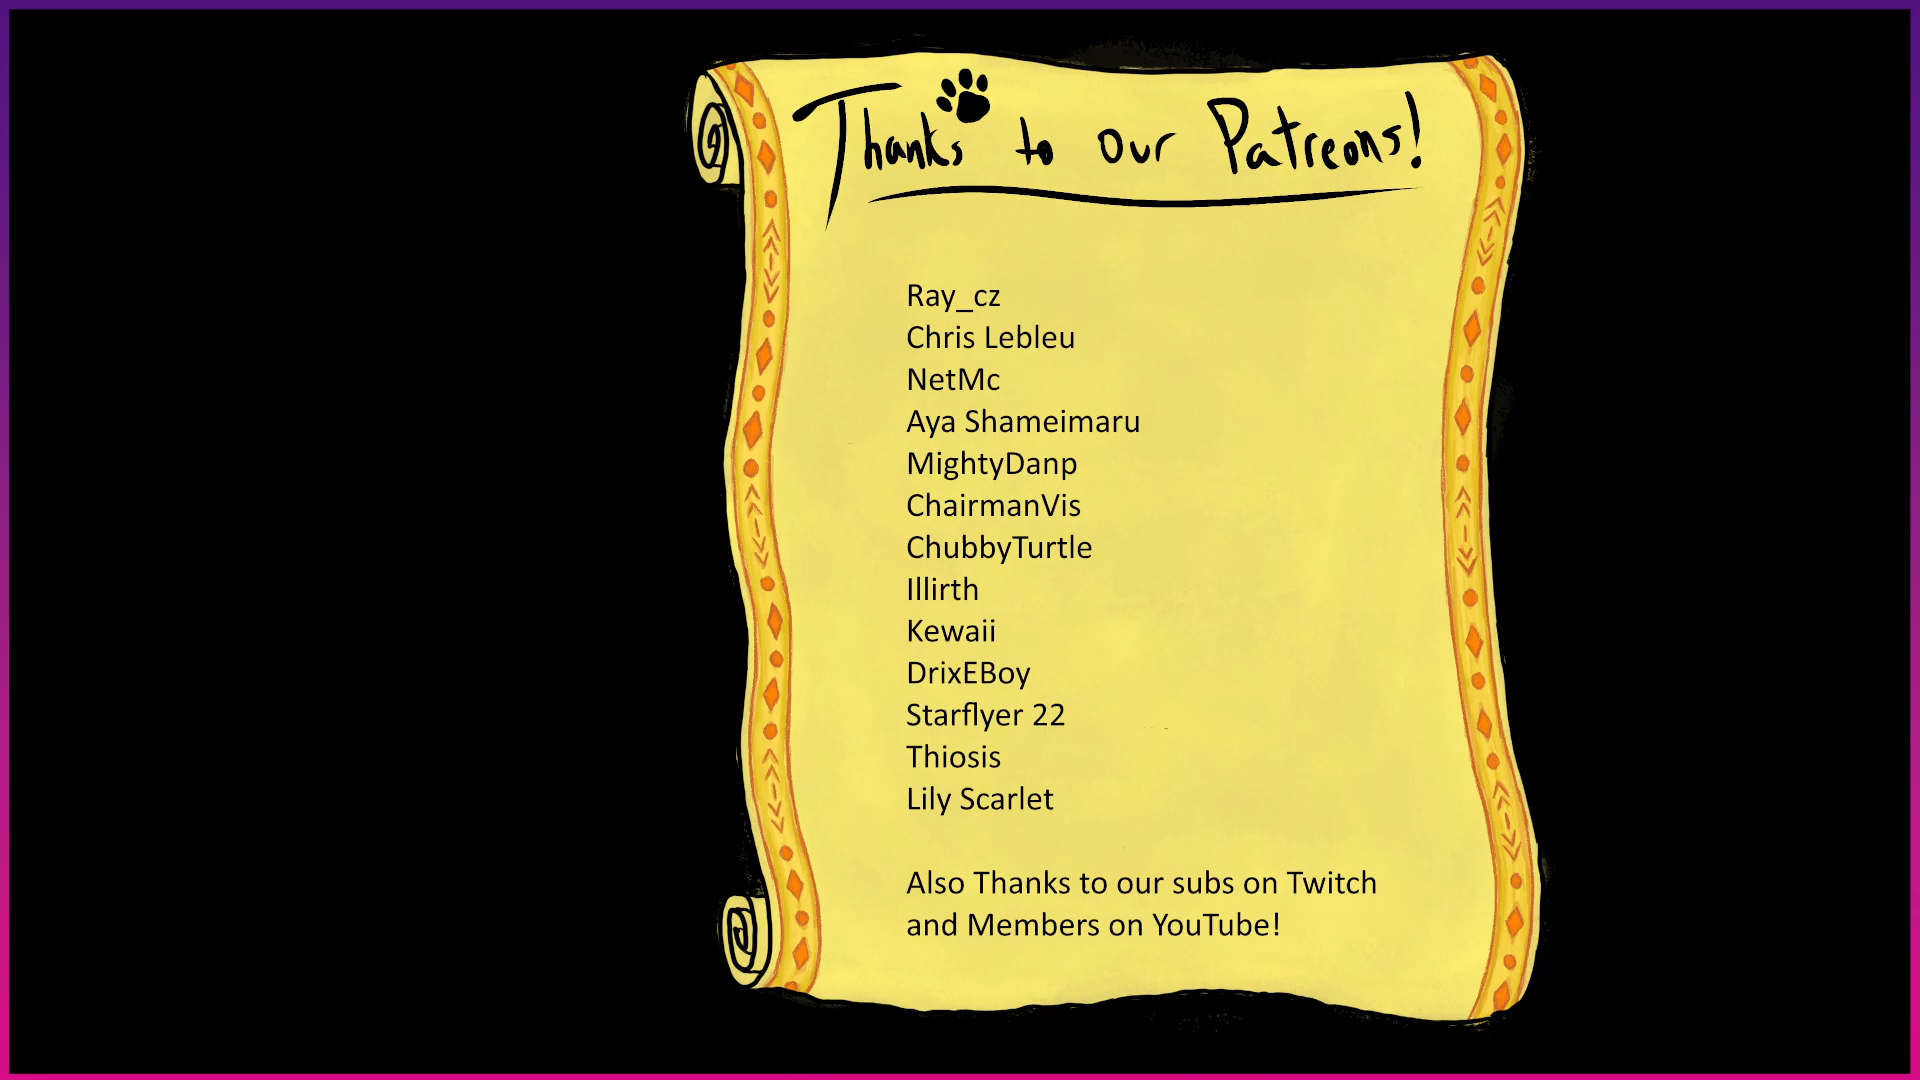 Thanks to our Patreons!
Ray_cz
Chris Lebleu
NetMc
Aya Shameimaru
MightyDanp
ChairmanVis
ChubbyTurtle
Illirth
Kewaii
DrixEBoy
Starflyer 22
Thiosis
Lily Scarlet
Also Thanks to our subs on Twitch
and Members on YouTube!